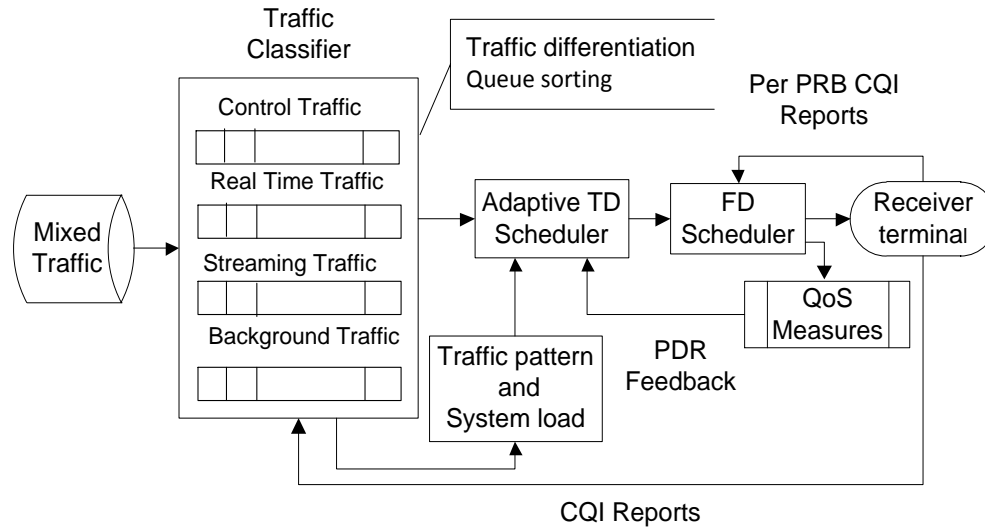 Traffic
Classifier
Traffic differentiation
Queue sorting
Control Traffic
Real Time Traffic
Streaming Traffic
Background Traffic
Mixed
Traffic
Adaptive TD
Scheduler
FD
Scheduler
Per PRB CQI
Reports
Receiver
terminal
QoS
Measures
PDR
Feedback
Traffic pattern
and
System load
CQI Reports